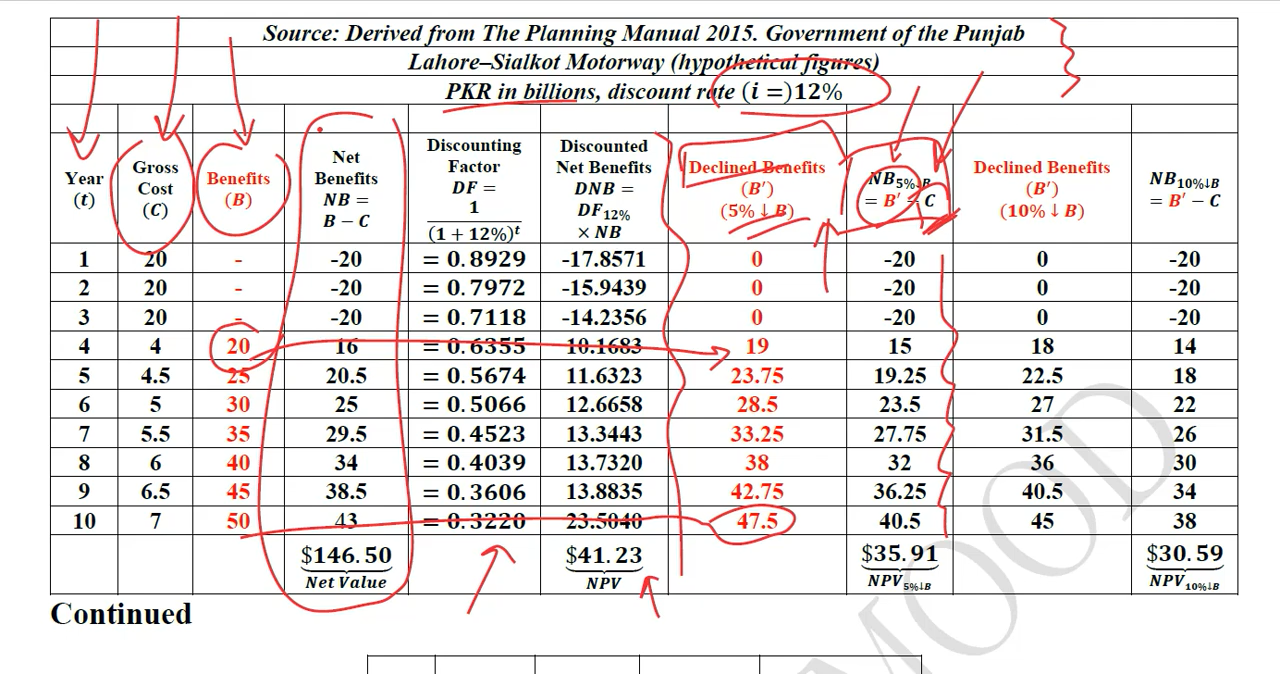 Source: Derived from The Planning Manual 2015. Government of the Punjab
Lahore–Sialkot Motorway (hypothetical figures)
PKR in billions, discount rate (i =)12%
Year (t) | Gross Cost (C) | Benefits (B) | Net Benefits NB = B − C | Discounting Factor DF = 1 / (1 + 12%)^t | Discounted Net Benefits DNB = DF12% × NB | Declined Benefits (B′) (5% ↓ B) | NB5%↓B = B′ − C | Declined Benefits (B′) (10% ↓ B) | NB10%↓B = B′ − C
1 | 20 | - | -20 | = 0.8929 | -17.8571 | 0 | -20 | 0 | -20
2 | 20 | - | -20 | = 0.7972 | -15.9439 | 0 | -20 | 0 | -20
3 | 20 | - | -20 | = 0.7118 | -14.2356 | 0 | -20 | 0 | -20
4 | 4 | 20 | 16 | = 0.6355 | 10.1683 | 19 | 15 | 18 | 14
5 | 4.5 | 25 | 20.5 | = 0.5674 | 11.6323 | 23.75 | 19.25 | 22.5 | 18
6 | 5 | 30 | 25 | = 0.5066 | 12.6658 | 28.5 | 23.5 | 27 | 22
7 | 5.5 | 35 | 29.5 | = 0.4523 | 13.3443 | 33.25 | 27.75 | 31.5 | 26
8 | 6 | 40 | 34 | = 0.4039 | 13.7320 | 38 | 32 | 36 | 30
9 | 6.5 | 45 | 38.5 | = 0.3606 | 13.8835 | 42.75 | 36.25 | 40.5 | 34
10 | 7 | 50 | 43 | = 0.3220 | 23.5040 | 47.5 | 40.5 | 45 | 38
$146.50 | $41.23 | $35.91 | $30.59
Net Value | NPV | NPV5%↓B | NPV10%↓B
Continued
MOOD